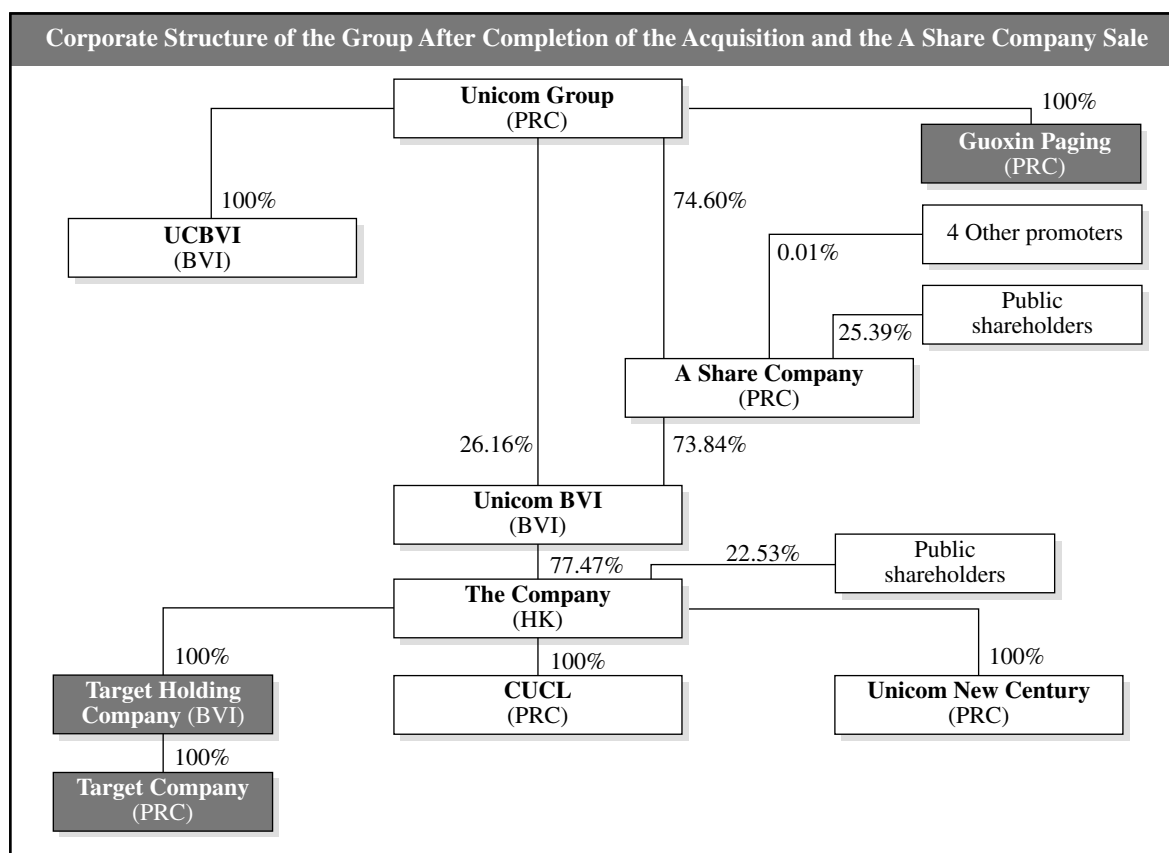 Corporate Structure of the Group After Completion of the Acquisition and the A Share Company Sale
Unicom Group
(PRC)
100%
Guoxin Paging
(PRC)
100%
74.60%
UCBVI
(BVI)
4 Other promoters
0.01%
Public
shareholders
25.39%
A Share Company
(PRC)
26.16%
73.84%
Unicom BVI
(BVI)
22.53%
Public
shareholders
77.47%
The Company
(HK)
100%
100%
100%
Target Holding
Company (BVI)
CUCL
(PRC)
Unicom New Century
(PRC)
100%
Target Company
(PRC)